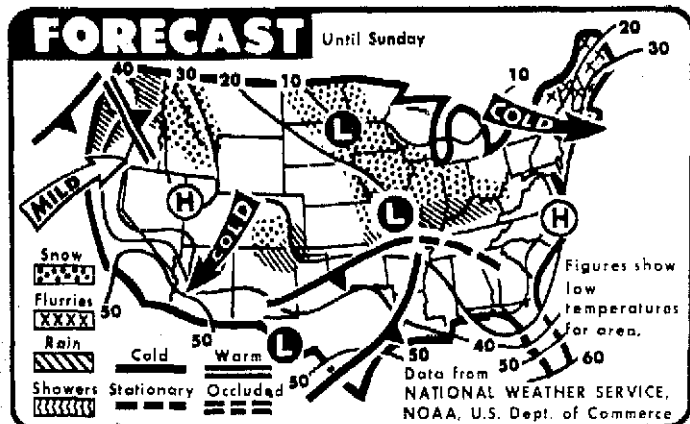 FORECAST Until Sunday
20
30
40 30 20 10
10
COLD
L
MILD
H
COLD
L
H
Snow
Flurries
Rain
Showers
50
50
Cold Warm
Stationary Occluded
L
50
50
40
50
60
Figures show
low
temperatures
for area.
Data from
NATIONAL WEATHER SERVICE,
NOAA, U.S. Dept. of Commerce